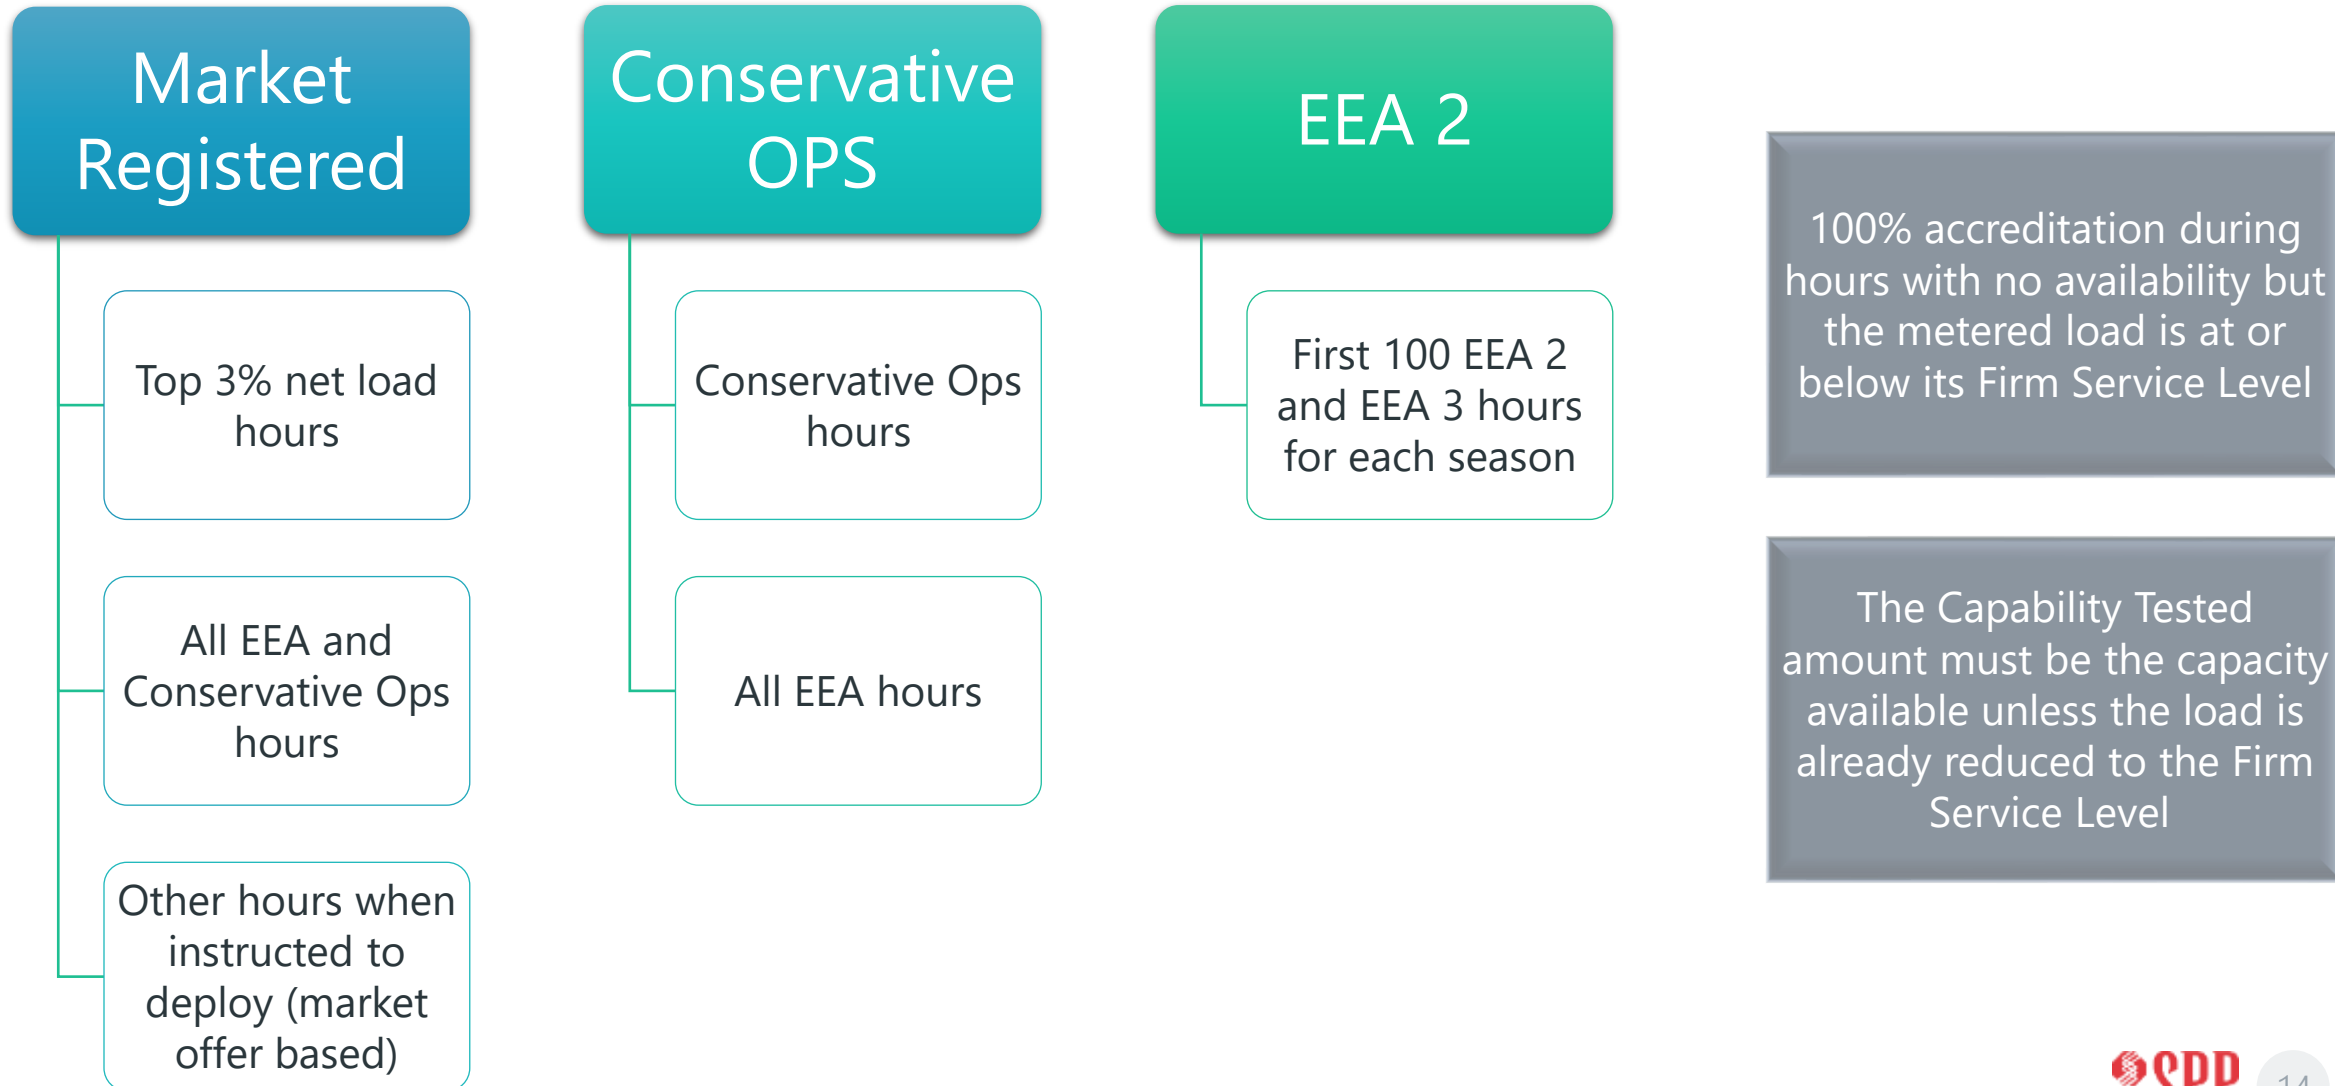 Market
Registered
Top 3% net load
hours
All EEA and
Conservative Ops
hours
Other hours when
instructed to
deploy (market
offer based)
Conservative
OPS
Conservative Ops
hours
All EEA hours
EEA 2
First 100 EEA 2
and EEA 3 hours
for each season
100% accreditation during
hours with no availability but
the metered load is at or
below its Firm Service Level
The Capability Tested
amount must be the capacity
available unless the load is
already reduced to the Firm
Service Level
SPP
14